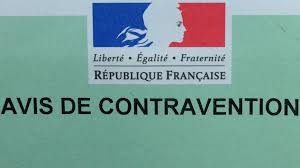 Liberté • Égalité • Fraternité
RÉPUBLIQUE FRANÇAISE
AVIS DE CONTRAVENTION